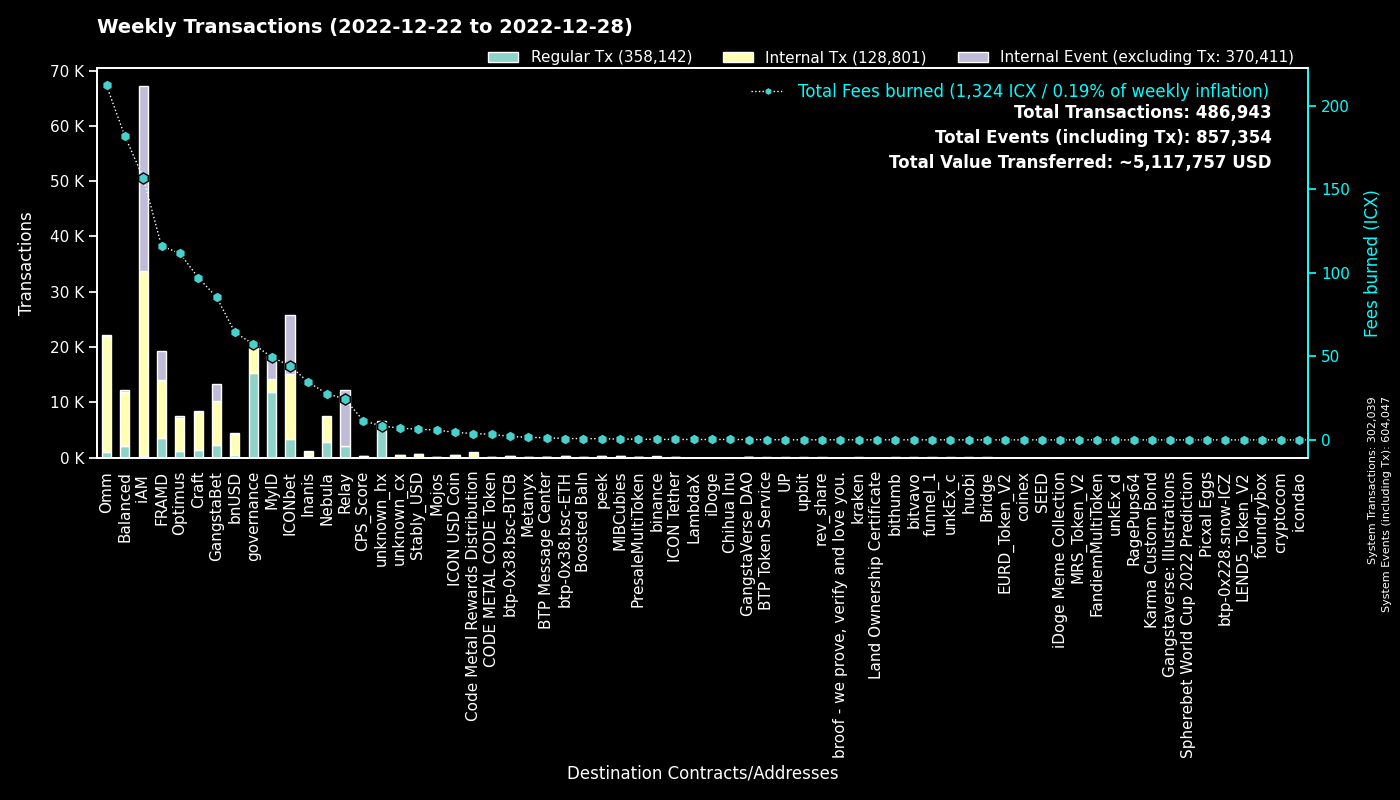 Weekly Transactions (2022-12-22 to 2022-12-28)
Regular Tx (358,142)
Internal Tx (128,801)
Internal Event (excluding Tx: 370,411)
Total Fees burned (1,324 ICX / 0.19% of weekly inflation)
Total Transactions: 486,943
Total Events (including Tx): 857,354
Total Value Transferred: ~5,117,757 USD
Transactions
70 K
60 K
50 K
40 K
30 K
20 K
10 K
0 K
200
150
100
50
0
Fees burned (ICX)
System Transactions: 302,039
System Events (including Tx): 604,047
Omm
Balanced
iAM
FRAMD
Optimus
Craft
GangstaBet
bnUSD
governance
MyID
ICONbet
Inanis
Nebula
Relay
CPS_Score
unknown_hx
unknown_cx
Stably_USD
Mojos
ICON USD Coin
Code Metal Rewards Distribution
CODE METAL CODE Token
btp-0x38.bsc-BTCB
Metanyx
BTP Message Center
btp-0x38.bsc-ETH
Boosted Baln
peek
MIBCubies
PresaleMultiToken
binance
ICON Tether
LambdaX
iDoge
Chihua Inu
GangstaVerse DAO
BTP Token Service
UP
upbit
rev_share
broof - we prove, verify and love you.
kraken
Land Ownership Certificate
bithumb
bitvavo
funnel_1
unkEx_c
huobi
Bridge
EURD_Token_V2
coinex
SEED
iDoge Meme Collection
MRS_Token_V2
FandiemMultiToken
unkEx_d
RagePups64
Karma Custom Bond
Gangstaverse: Illustrations
Spherebet World Cup 2022 Prediction
Picxal Eggs
btp-0x228.snow-ICZ
LEND5_Token_V2
foundrybox
cryptocom
icondao
Destination Contracts/Addresses